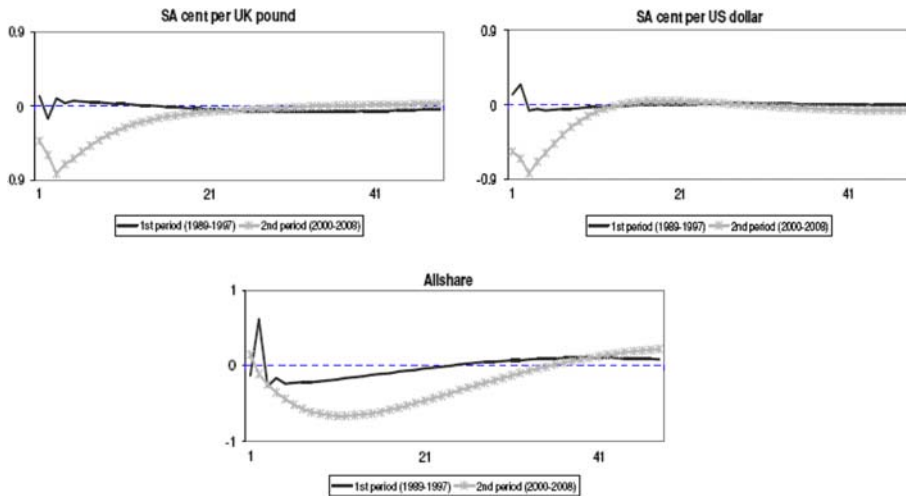 SA cent per UK pound
0.9
0
0.9
1
21
41
1st period (1989-1997)
2nd period (2000-2008)
SA cent per US dollar
0.9
0
-0.9
1
21
41
1st period (1989-1997)
2nd period (2000-2008)
Allshare
1
0
-1
1
21
41
1st period (1989-1997)
2nd period (2000-2008)